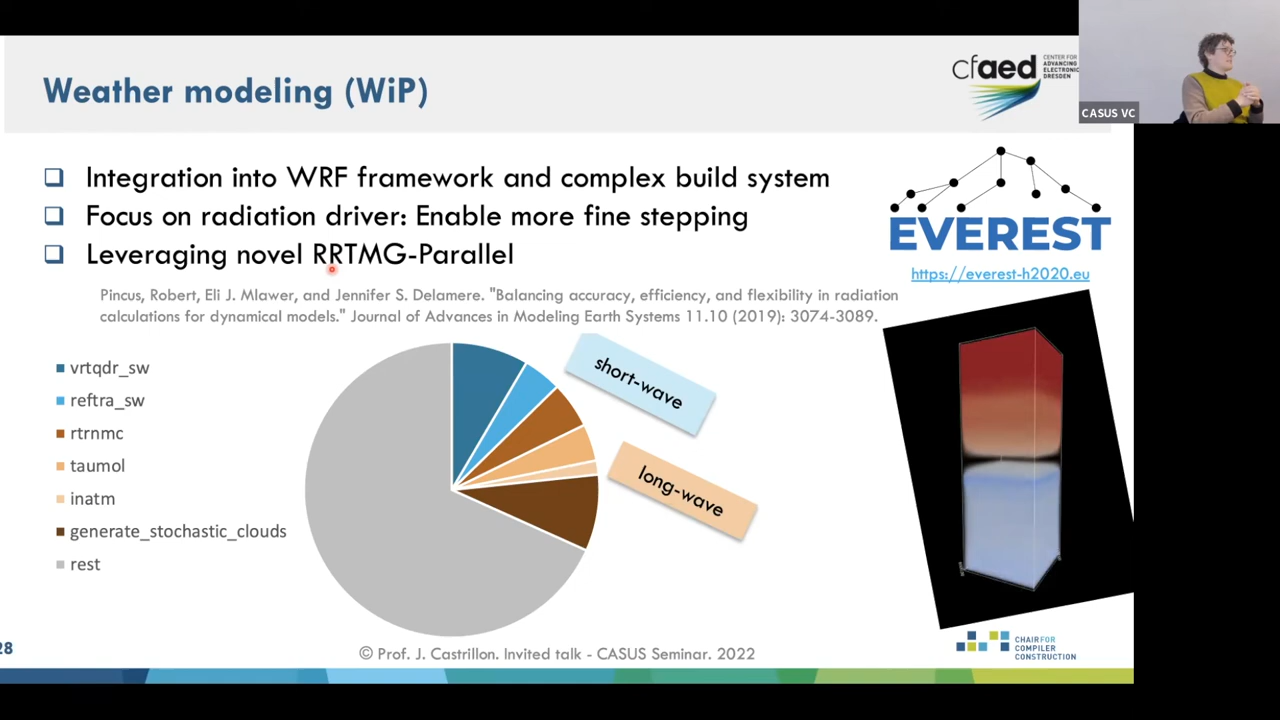 Weather modeling (WiP)
cfaed
CENTER FOR
ADVANCING
ELECTRONIC
DRESDEN
CASUS VC
Integration into WRF framework and complex build system
Focus on radiation driver: Enable more fine stepping
Leveraging novel RRTMG-Parallel
Pincus, Robert, Eli J. Mlawer, and Jennifer S. Delamere. "Balancing accuracy, efficiency, and flexibility in radiation
calculations for dynamical models." Journal of Advances in Modeling Earth Systems 11.10 (2019): 3074-3089.
EVEREST
https://everest-h2020.eu
vrtqdr_sw
reftra_sw
rtrnmc
taumol
inatm
generate_stochastic_clouds
rest
short-wave
long-wave
28
© Prof. J. Castrillon. Invited talk - CASUS Seminar. 2022
CHAIR FOR
COMPILER
CONSTRUCTION